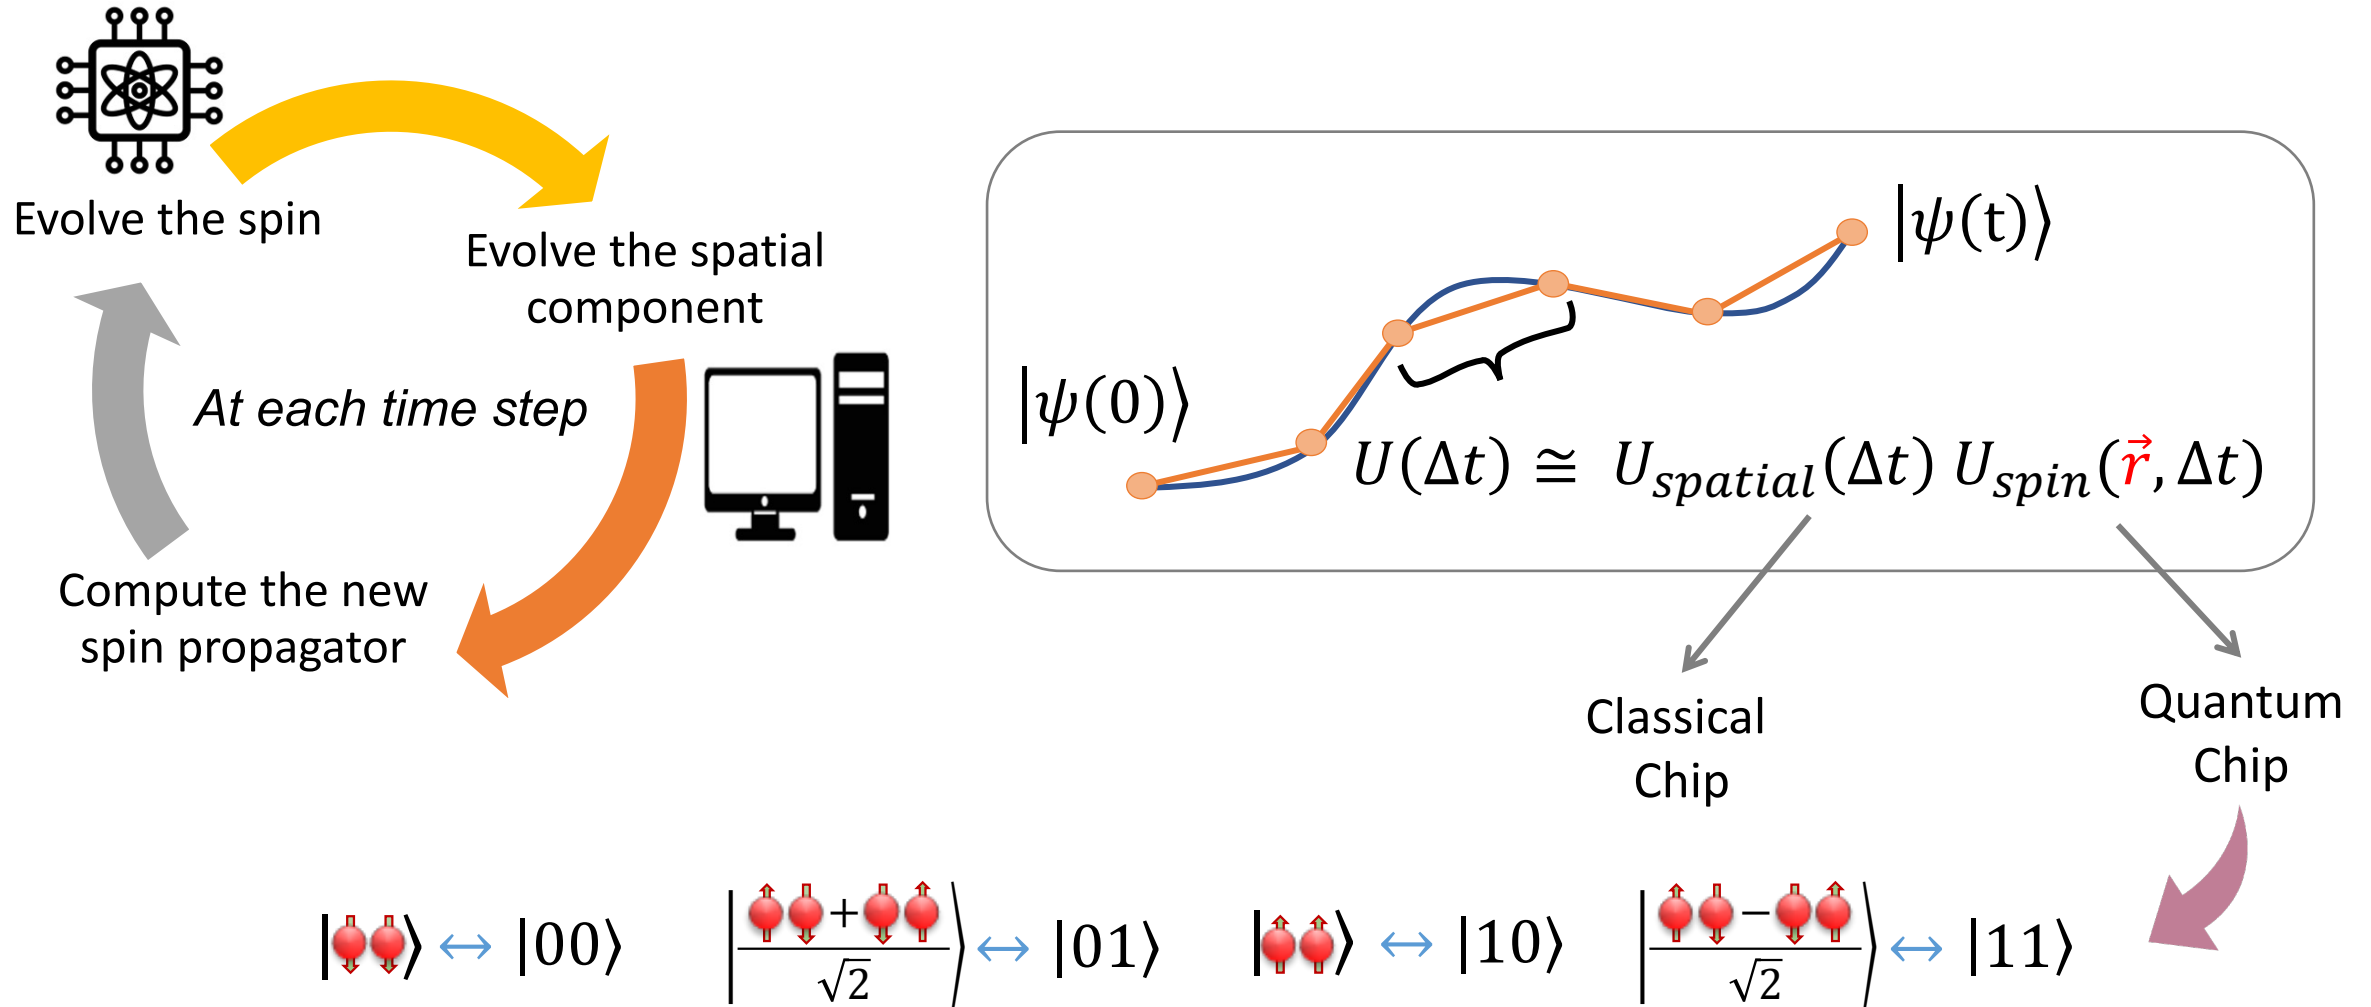 Evolve the spin
Evolve the spatial
component
At each time step
Compute the new
spin propagator
|ψ(0)⟩
|ψ(t)⟩
U(Δt) ≅ U_spatial(Δt) U_spin(r⃗, Δt)
Classical
Chip
Quantum
Chip
| ⟩ ↔ |00⟩
| + / √2 ⟩ ↔ |01⟩
| ⟩ ↔ |10⟩
| − / √2 ⟩ ↔ |11⟩